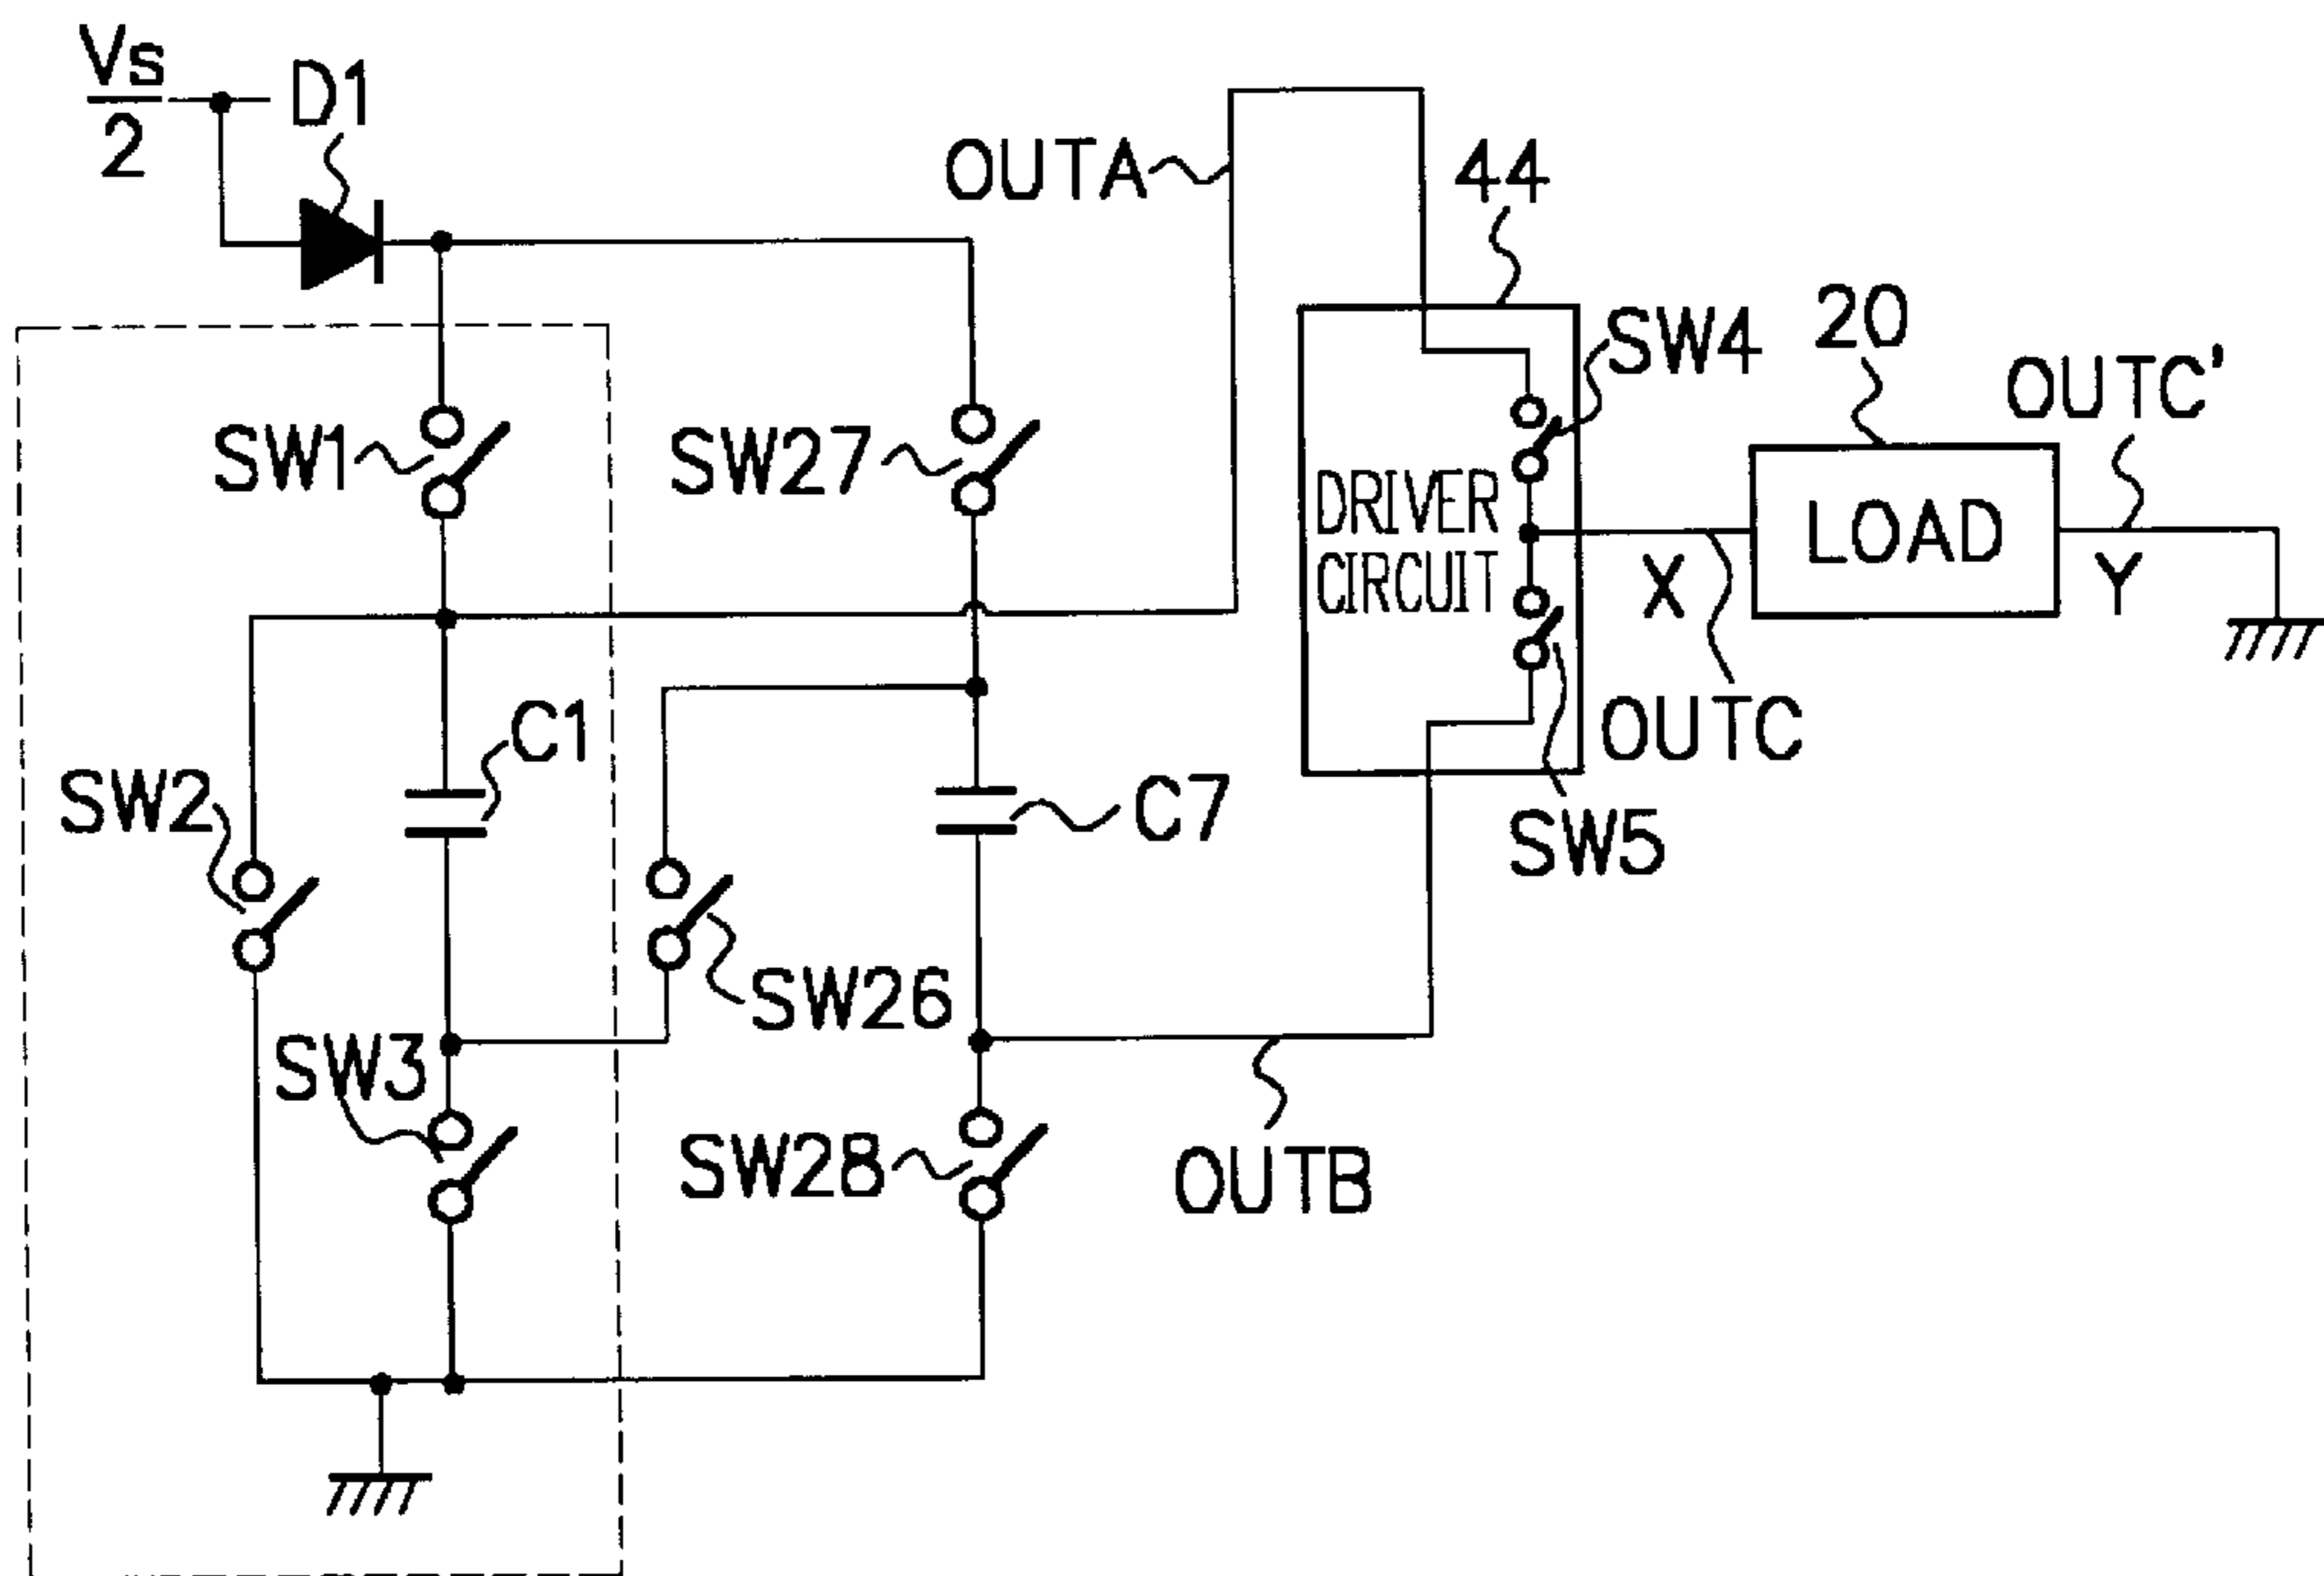 Vs
2
D1
OUTA
44
SW4
20
OUTC'
SW1
SW27
DRIVER
CIRCUIT
LOAD
X
Y
C1
OUTC
SW2
C7
SW5
SW26
SW3
SW28
OUTB